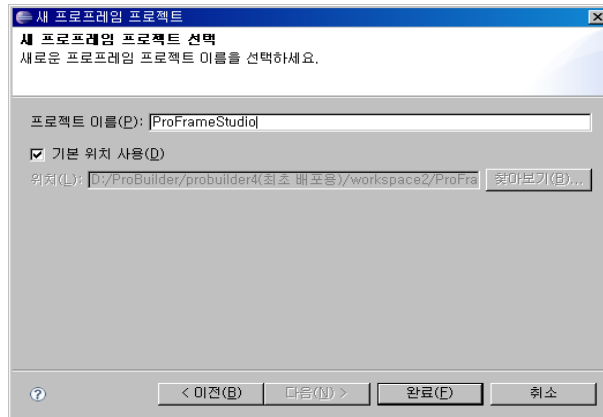 새 프로프레임 프로젝트
새 프로프레임 프로젝트 선택
새로운 프로프레임 프로젝트 이름을 선택하세요.
프로젝트 이름(P): ProFrameStudio
기본 위치 사용(D)
위치(L): D:/ProBuilder/probuilder4(최초 배포용)/workspace2/ProFra 찾아보기(B)...
< 이전(B) 다음(N) > 완료(F) 취소